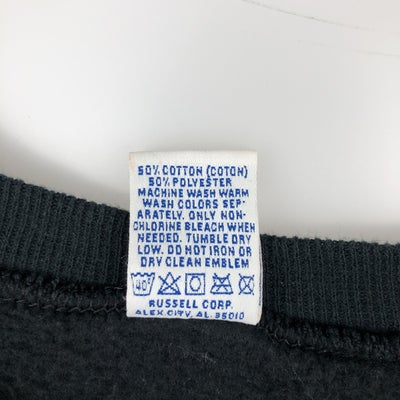 50% COTTON (COTON)
50% POLYESTER
MACHINE WASH WARM
WASH COLORS SEP-
ARATELY. ONLY NON-
CHLORINE BLEACH WHEN
NEEDED. TUMBLE DRY
LOW. DO NOT IRON OR
DRY CLEAN EMBLEM
40°
RUSSELL CORP.
ALEX. CITY, AL. 35010